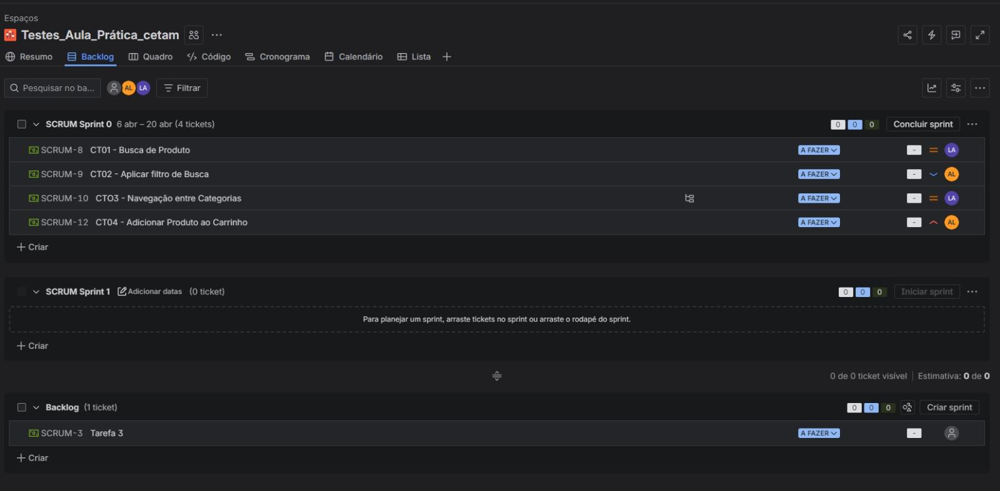 Espaços
Testes_Aula_Prática_cetam
Resumo Backlog Quadro Código Cronograma Calendário Lista
Pesquisar no ba... AL LA Filtrar
SCRUM Sprint 0 6 abr – 20 abr (4 tickets) 0 0 0 Concluir sprint
SCRUM-8 CT01 - Busca de Produto A FAZER - LA
SCRUM-9 CT02 - Aplicar filtro de Busca A FAZER - AL
SCRUM-10 CTO3 - Navegação entre Categorias A FAZER - LA
SCRUM-12 CT04 - Adicionar Produto ao Carrinho A FAZER - AL
Criar
SCRUM Sprint 1 Adicionar datas (0 ticket) 0 0 0 Iniciar sprint
Para planejar um sprint, arraste tickets no sprint ou arraste o rodapé do sprint.
Criar
0 de 0 ticket visível Estimativa: 0 de 0
Backlog (1 ticket) 0 0 0 Criar sprint
SCRUM-3 Tarefa 3 A FAZER -
Criar